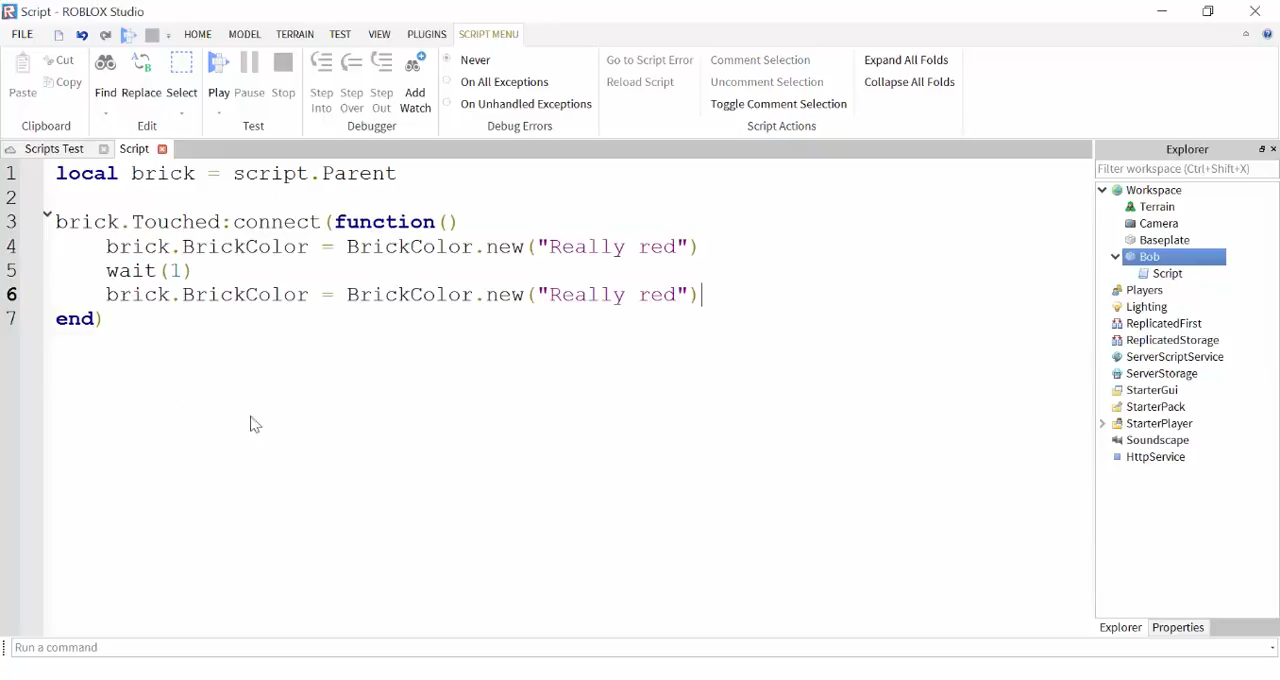 Script - ROBLOX Studio
FILE HOME MODEL TERRAIN TEST VIEW PLUGINS SCRIPT MENU
Paste
Cut
Copy
Clipboard
Find Replace Select
Edit
Play Pause Stop
Test
Step Into
Step Over
Step Out
Add Watch
Debugger
Never
On All Exceptions
On Unhandled Exceptions
Debug Errors
Go to Script Error
Reload Script
Comment Selection
Uncomment Selection
Toggle Comment Selection
Script Actions
Expand All Folds
Collapse All Folds
Scripts Test Script
1 local brick = script.Parent
2
3 brick.Touched:connect(function()
4 brick.BrickColor = BrickColor.new("Really red")
5 wait(1)
6 brick.BrickColor = BrickColor.new("Really red")
7 end)
Explorer
Filter workspace (Ctrl+Shift+X)
Workspace
Terrain
Camera
Baseplate
Bob
Script
Players
Lighting
ReplicatedFirst
ReplicatedStorage
ServerScriptService
ServerStorage
StarterGui
StarterPack
StarterPlayer
Soundscape
HttpService
Explorer Properties
Run a command